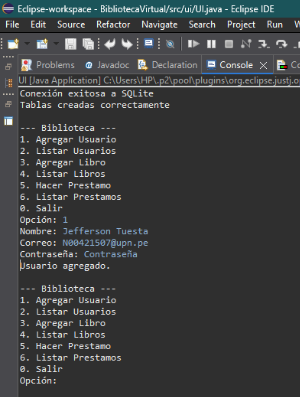 Eclipse-workspace - BibliotecaVirtual/src/ui/UI.java - Eclipse IDE
File Edit Source Refactor Navigate Search Project Run
Problems Javadoc Declaration Console
UI [Java Application] C:\Users\HP\.p2\pool\plugins\org.eclipse.justj.o
Conexión exitosa a SQLite
Tablas creadas correctamente
--- Biblioteca ---
1. Agregar Usuario
2. Listar Usuarios
3. Agregar Libro
4. Listar Libros
5. Hacer Prestamo
6. Listar Prestamos
0. Salir
Opción: 1
Nombre: Jefferson Tuesta
Correo: N00421507@upn.pe
Contraseña: Contraseña
Usuario agregado.
--- Biblioteca ---
1. Agregar Usuario
2. Listar Usuarios
3. Agregar Libro
4. Listar Libros
5. Hacer Prestamo
6. Listar Prestamos
0. Salir
Opción: